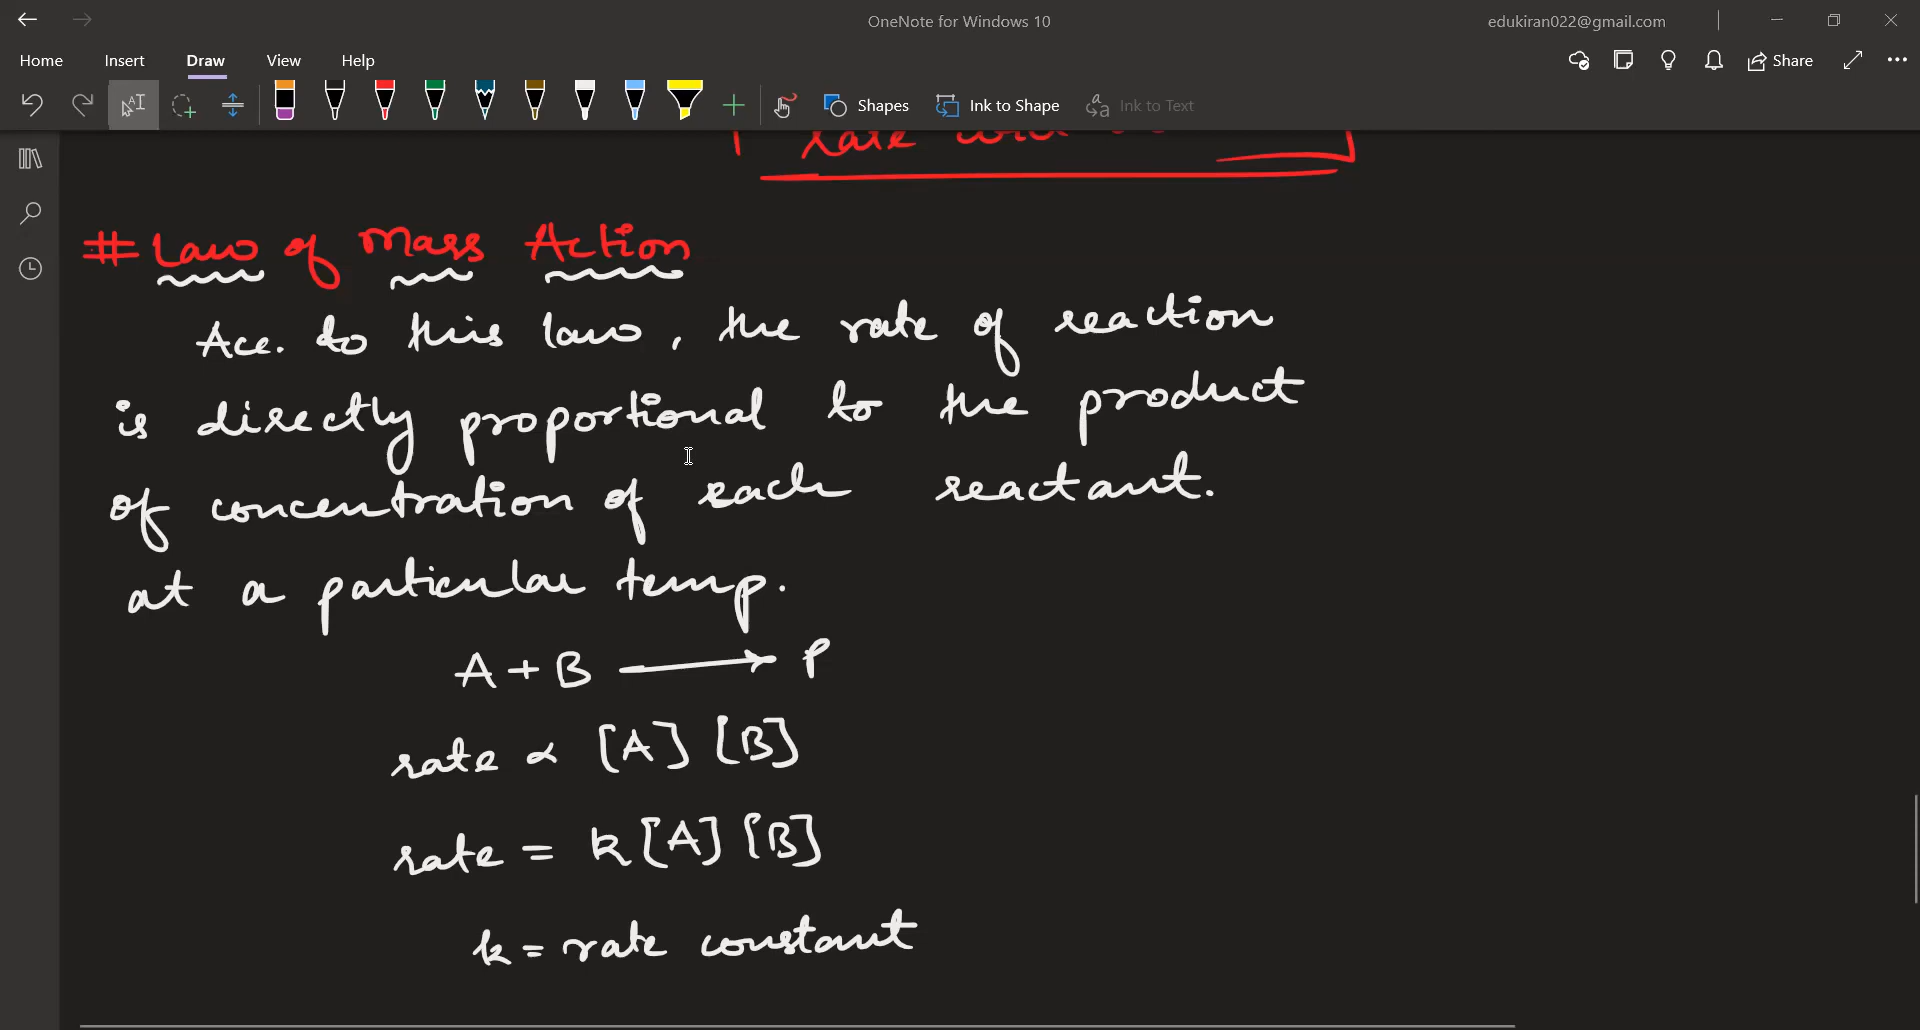 OneNote for Windows 10
edukiran022@gmail.com
Home Insert Draw View Help
Share
Shapes Ink to Shape Ink to Text
rate
# Law of Mass Action
Acc. to this law, the rate of reaction
is directly proportional to the product
of concentration of each reactant.
at a particular temp.
A + B ⟶ P
rate ∝ [A] [B]
rate = k [A] [B]
k = rate constant